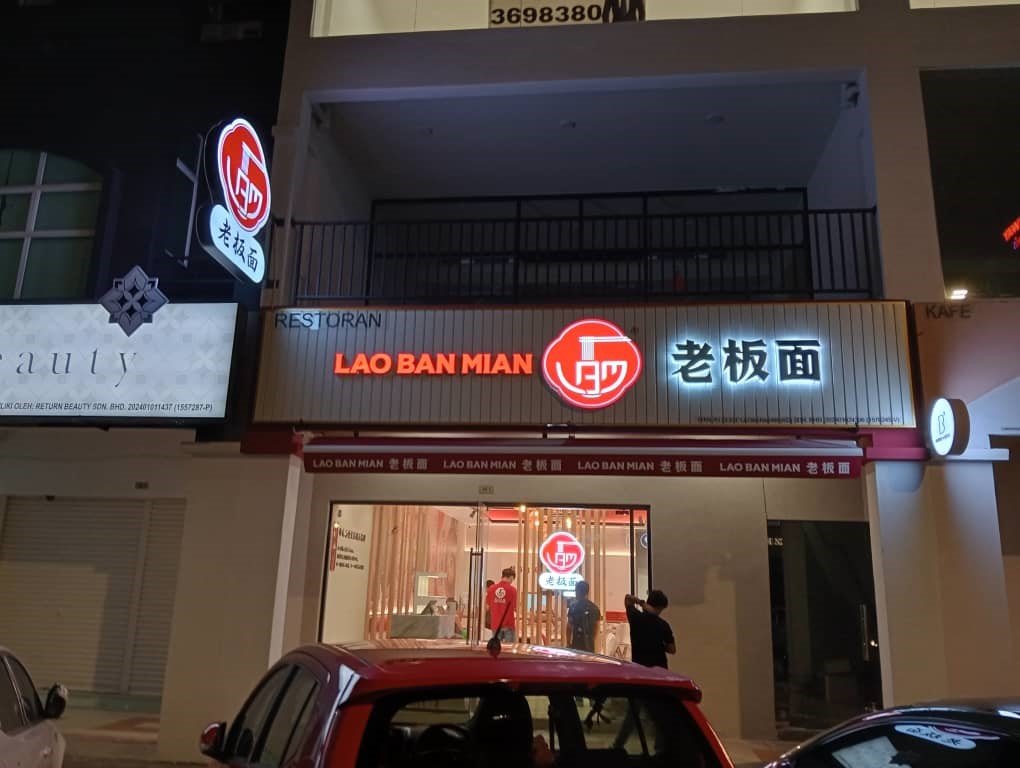 3698380
老板面
RESTORAN
LAO BAN MIAN
老板面
KAFE
eauty
LIKI OLEH: RETURN BEAUTY SDN. BHD. 202401011437 (1557287-P)
LAO BAN MIAN 老板面 LAO BAN MIAN 老板面 LAO BAN MIAN 老板面 LAO BAN MIAN 老板面
老板面